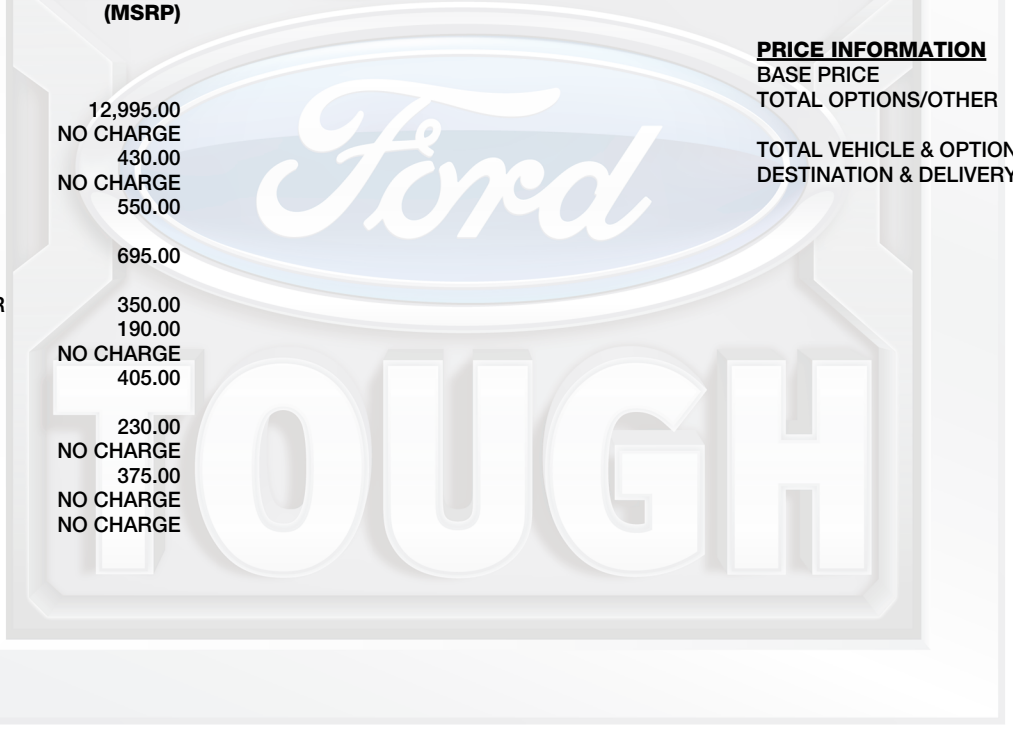 (MSRP)
12,995.00
NO CHARGE
430.00
NO CHARGE
550.00
695.00
R 350.00
190.00
NO CHARGE
405.00
230.00
NO CHARGE
375.00
NO CHARGE
NO CHARGE
PRICE INFORMATION
BASE PRICE
TOTAL OPTIONS/OTHER
TOTAL VEHICLE & OPTION
DESTINATION & DELIVERY
Ford
TOUGH